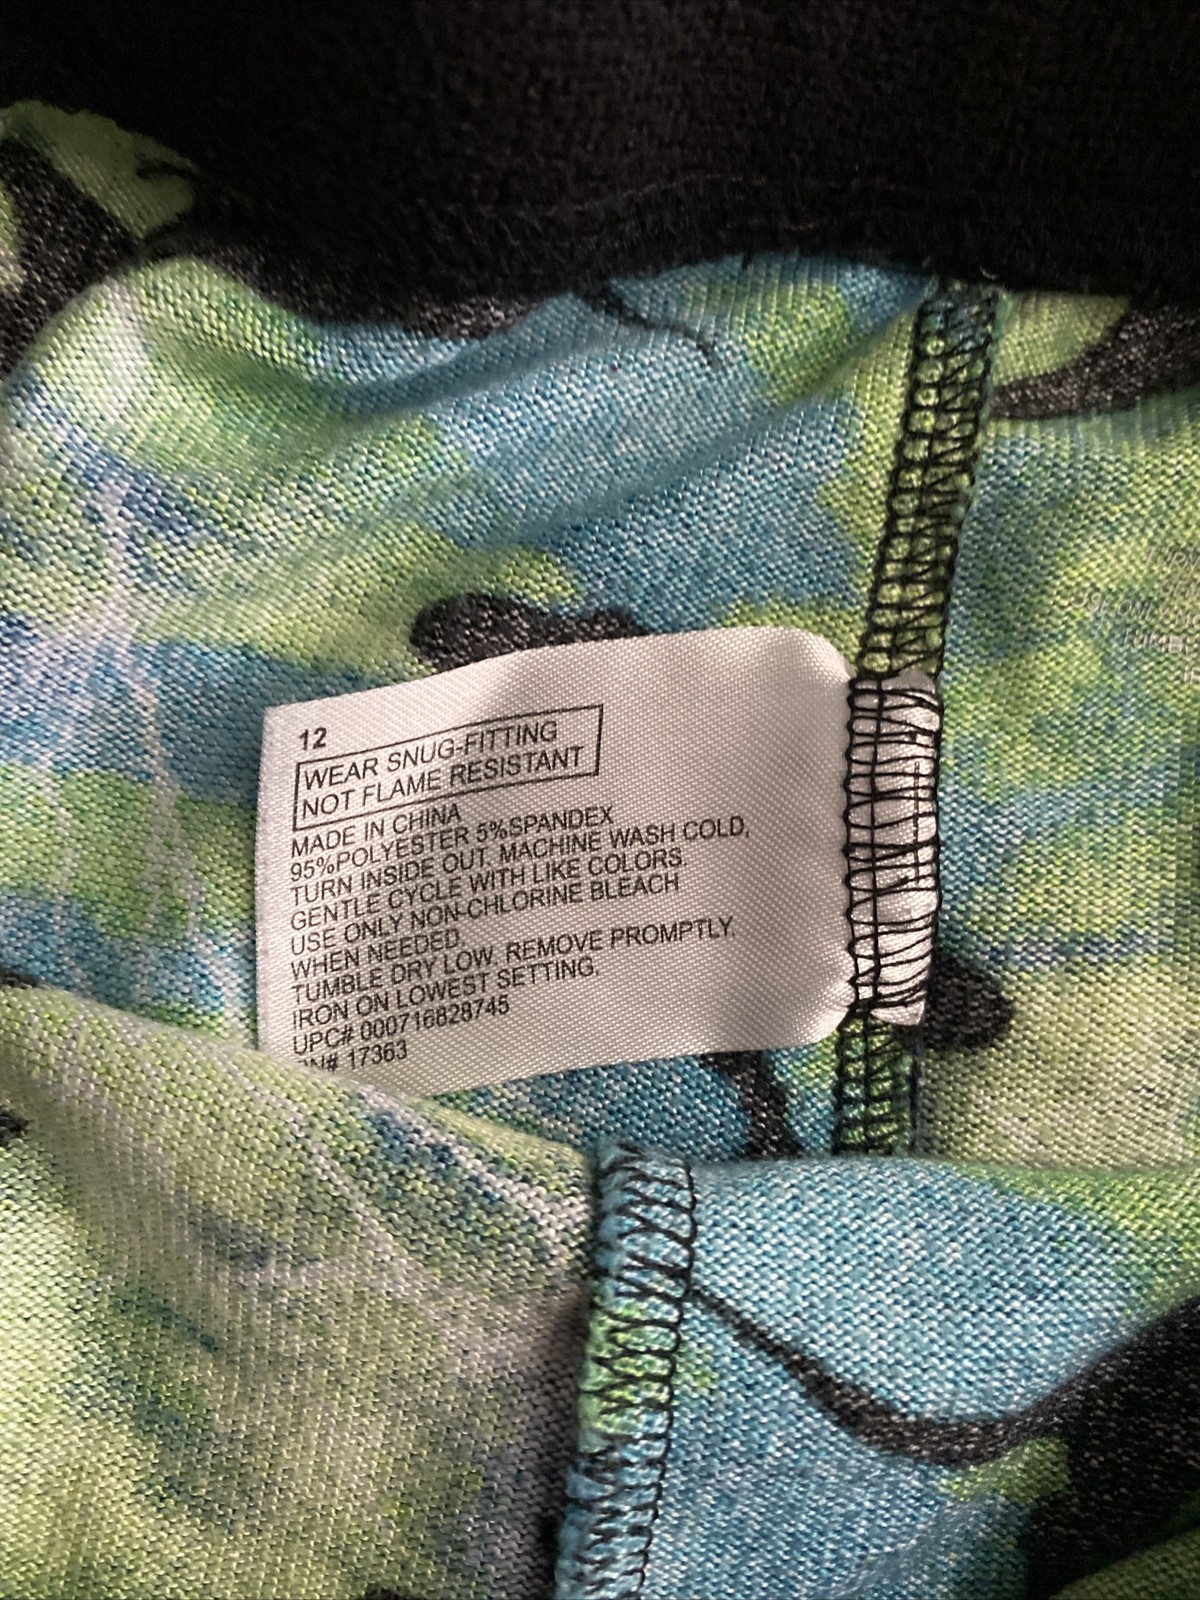 12
WEAR SNUG-FITTING
NOT FLAME RESISTANT
MADE IN CHINA
95%POLYESTER 5%SPANDEX
TURN INSIDE OUT. MACHINE WASH COLD,
GENTLE CYCLE WITH LIKE COLORS.
USE ONLY NON-CHLORINE BLEACH
WHEN NEEDED.
TUMBLE DRY LOW. REMOVE PROMPTLY.
IRON ON LOWEST SETTING.
UPC# 000716828745
N# 17363